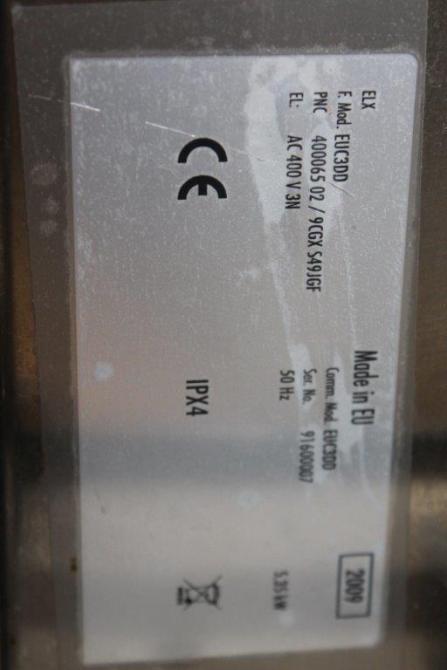 ELX Made in EU 2009
F. Mod. EUC3DD Comm. Mod. EUC3DD
PNC 400065 02 / 9CGX S49JGF Ser. No. 91600007
EL: AC 400 V 3N 50 Hz 5.35 kW
CE IPX4